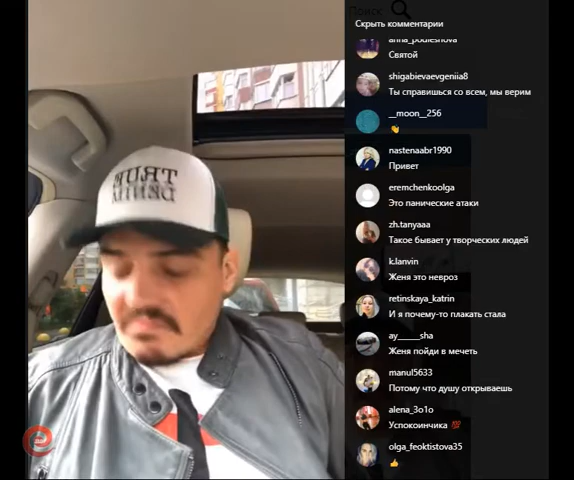 Поиск
Скрыть комментарии
anna_podleshova
Святой
shigabievaevgeniia8
Ты справишься со всем, мы верим
__moon__256
👏
nastenaabr1990
Привет
eremchenkoolga
Это панические атаки
zh.tanyaaa
Такое бывает у творческих людей
k.lanvin
Женя это невроз
retinskaya_katrin
И я почему-то плакать стала
ay_____sha
Женя пойди в мечеть
manul5633
Потому что душу открываешь
alena_3o1o
Успокоинчика 💯
olga_feoktistova35
👍